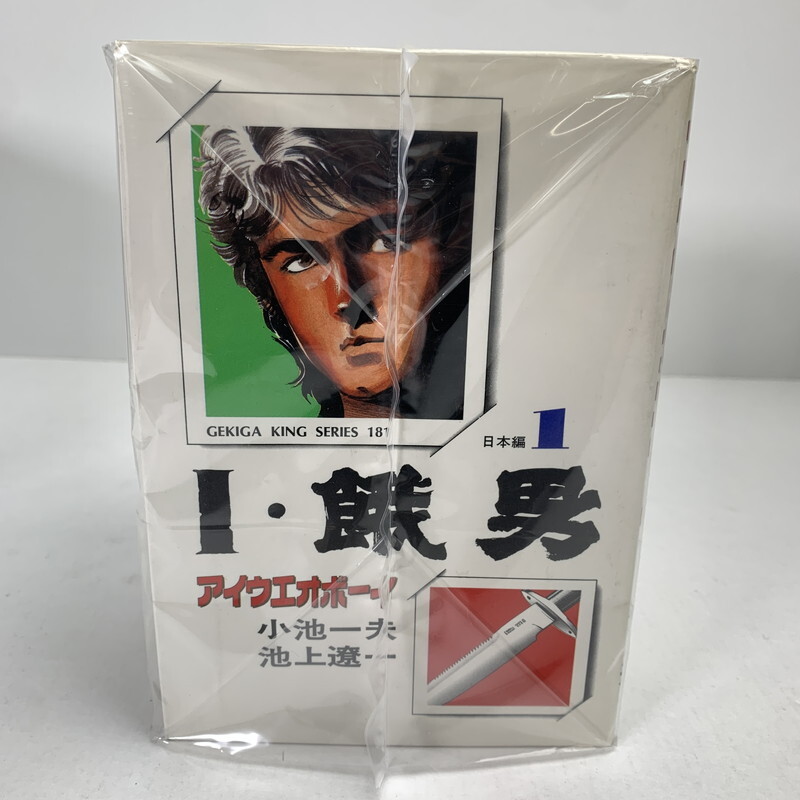 GEKIGA KING SERIES 181
日本編 1
I・餓男
アイウエオボーイ
小池一夫
池上遼一